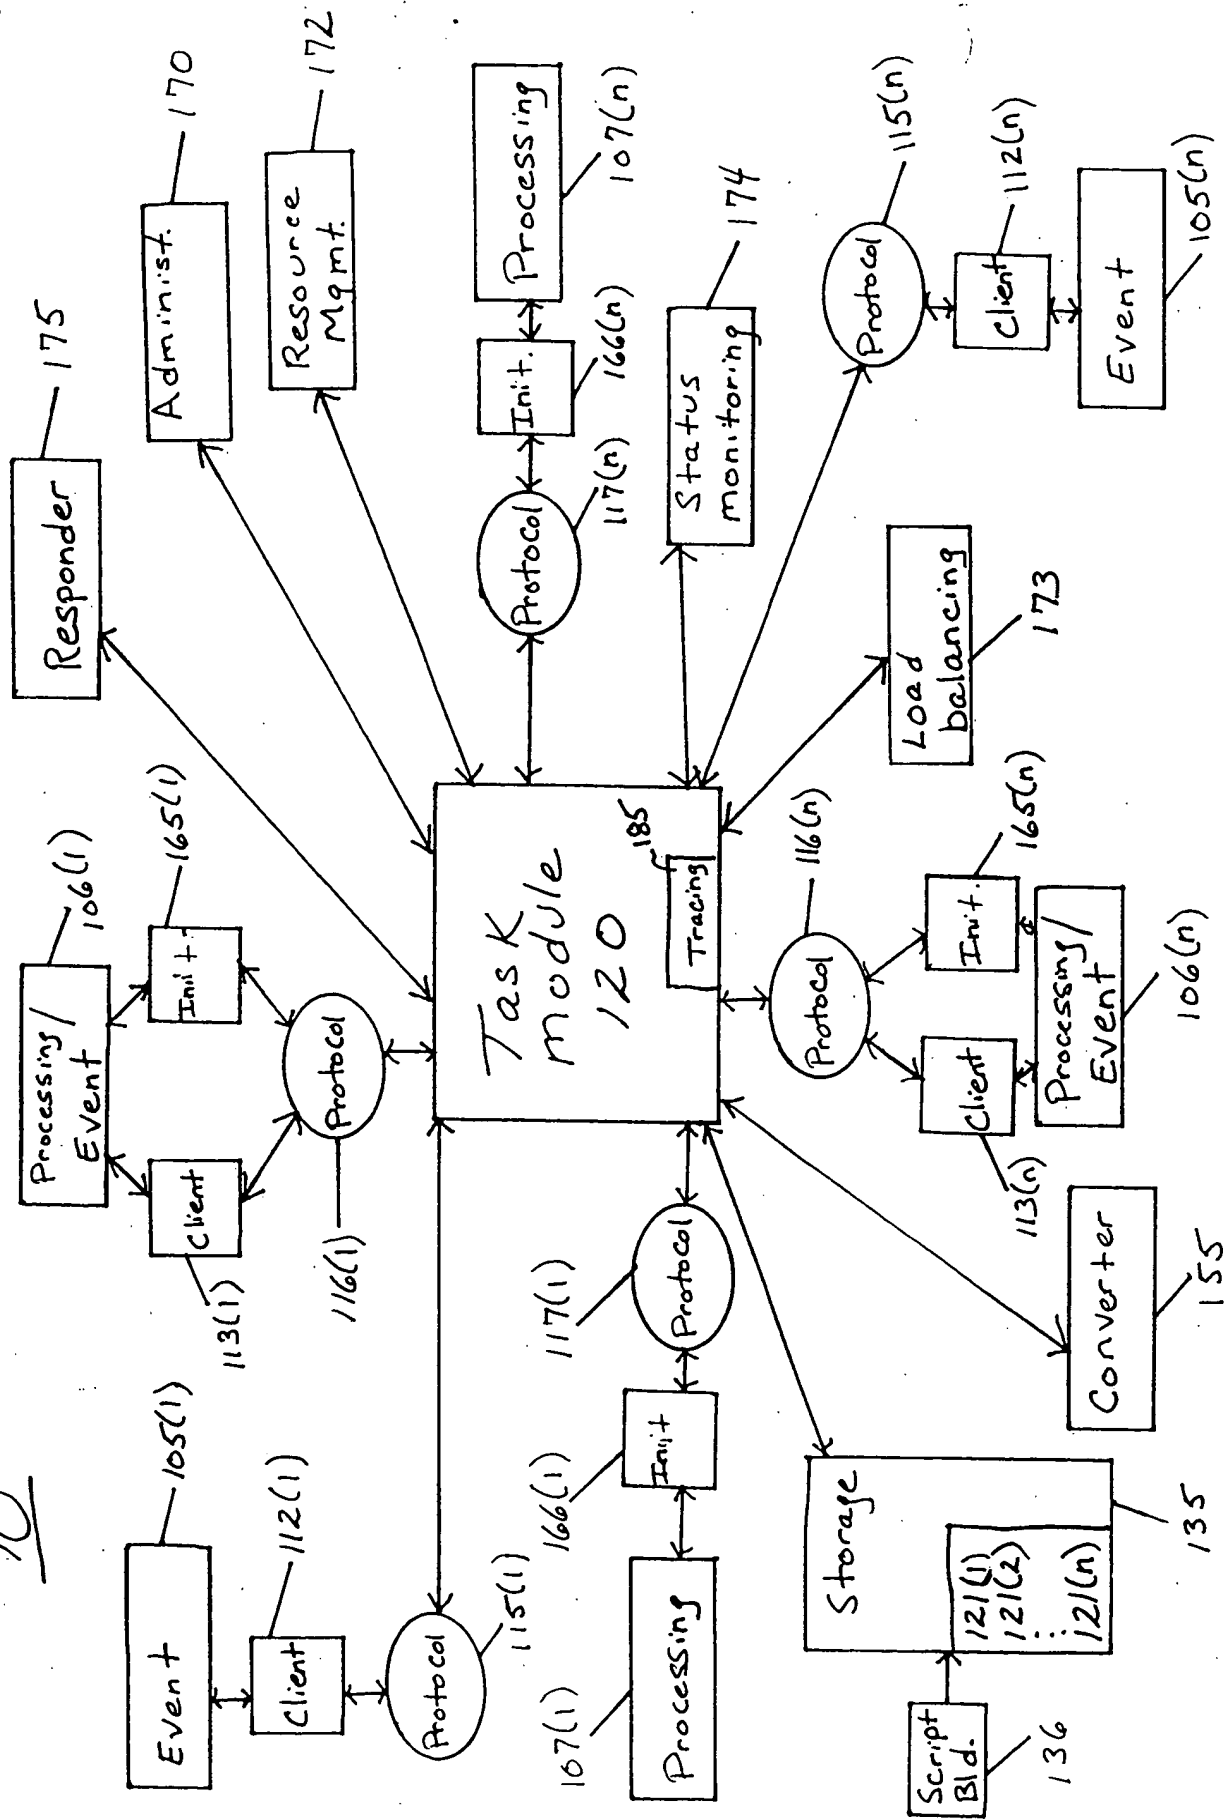 10
Event
105(1)
Client
112(1)
Protocol
115(1)
Processing/
Event
106(1)
Client
113(1)
Init.
165(1)
Protocol
116(1)
Responder
175
Administ.
170
Resource
Mgmt.
172
Processing
107(1)
Init
166(1)
Protocol
117(1)
Task
module
120
Tracing
185
Protocol
117(n)
Init.
166(n)
Processing
107(n)
Status
monitoring
174
Storage
121(1)
121(2)
⋮
121(n)
135
Script
Bld.
136
Converter
155
Protocol
116(n)
Client
113(n)
Init.
165(n)
Processing/
Event
106(n)
Load
balancing
173
Protocol
115(n)
Client
112(n)
Event
105(n)